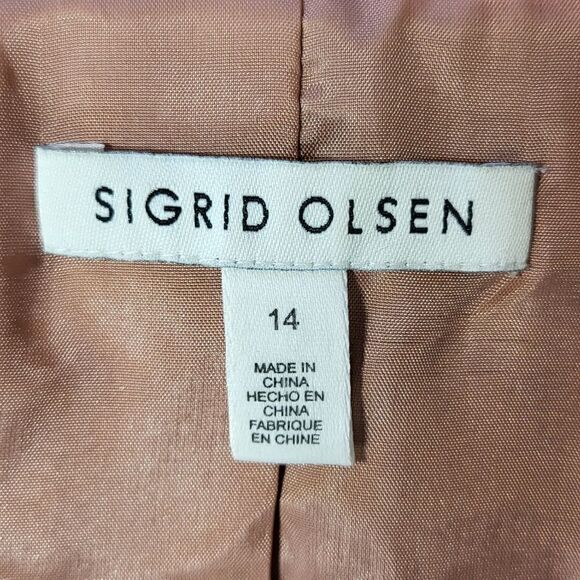 SIGRID OLSEN
14
MADE IN
CHINA
HECHO EN
CHINA
FABRIQUE
EN CHINE